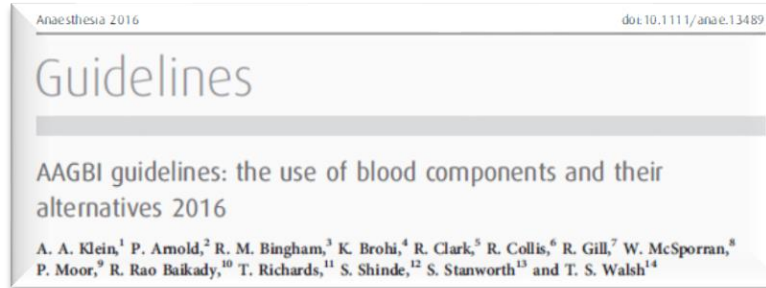 Anaesthesia 2016 doi:10.1111/anae.13489
Guidelines
AAGBI guidelines: the use of blood components and their
alternatives 2016
A. A. Klein,¹ P. Arnold,² R. M. Bingham,³ K. Brohi,⁴ R. Clark,⁵ R. Collis,⁶ R. Gill,⁷ W. McSporran,⁸
P. Moor,⁹ R. Rao Baikady,¹⁰ T. Richards,¹¹ S. Shinde,¹² S. Stanworth¹³ and T. S. Walsh¹⁴